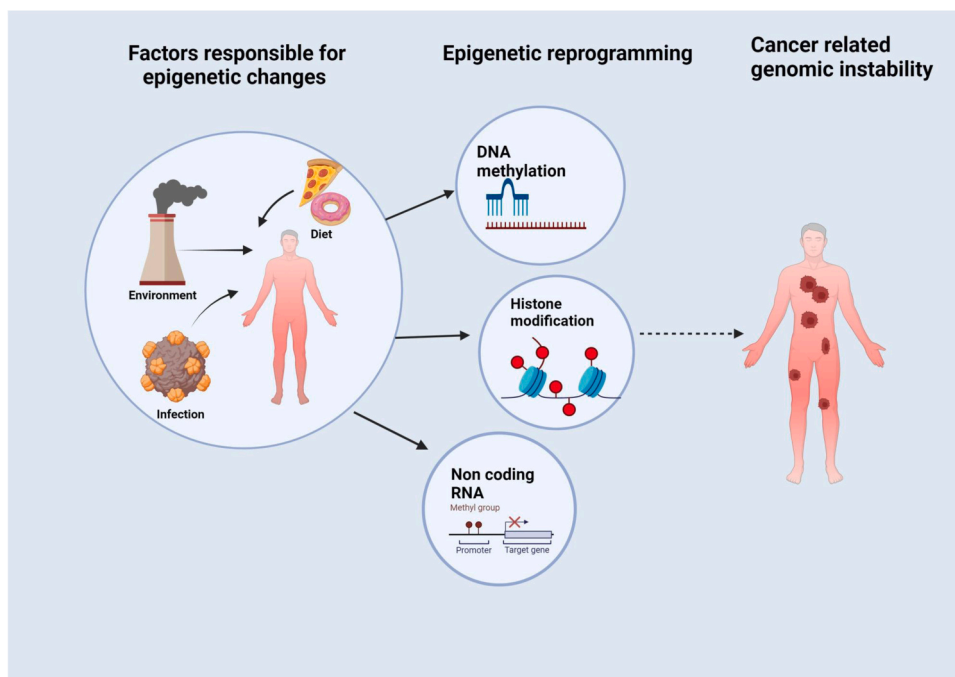 Factors responsible for
epigenetic changes
Epigenetic reprogramming
Cancer related
genomic instability
Diet
Environment
Infection
DNA
methylation
Histone
modification
Non coding
RNA
Methyl group
Promoter
Target gene